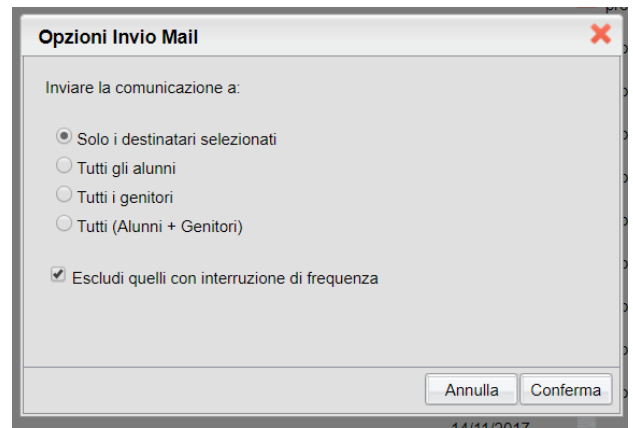 Opzioni Invio Mail
Inviare la comunicazione a:
Solo i destinatari selezionati
Tutti gli alunni
Tutti i genitori
Tutti (Alunni + Genitori)
Escludi quelli con interruzione di frequenza
Annulla Conferma